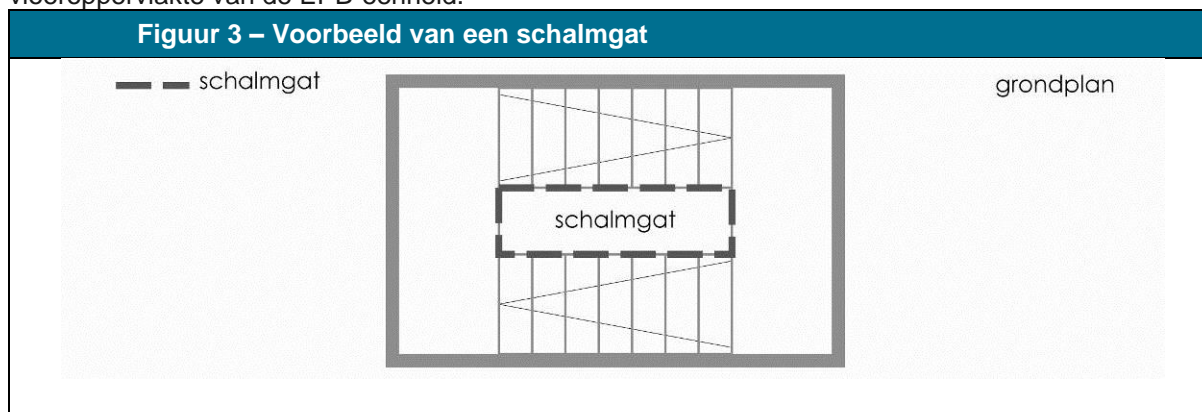 Figuur 3 – Voorbeeld van een schalmgat
schalmgat
grondplan
schalmgat